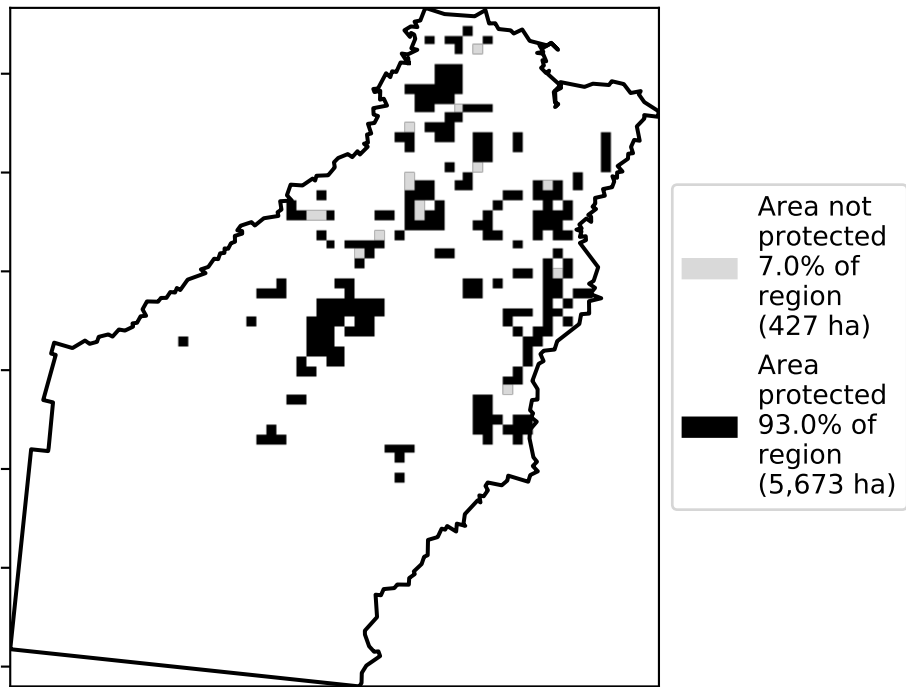 Area not
protected
7.0% of
region
(427 ha)
Area
protected
93.0% of
region
(5,673 ha)